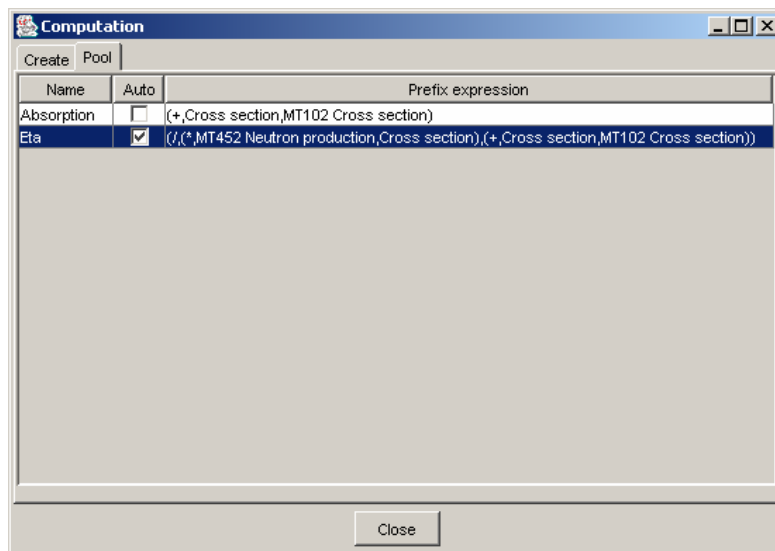 Computation
Create Pool
Name Auto Prefix expression
Absorption (+,Cross section,MT102 Cross section)
Eta (/,(*,MT452 Neutron production,Cross section),(+,Cross section,MT102 Cross section))
Close